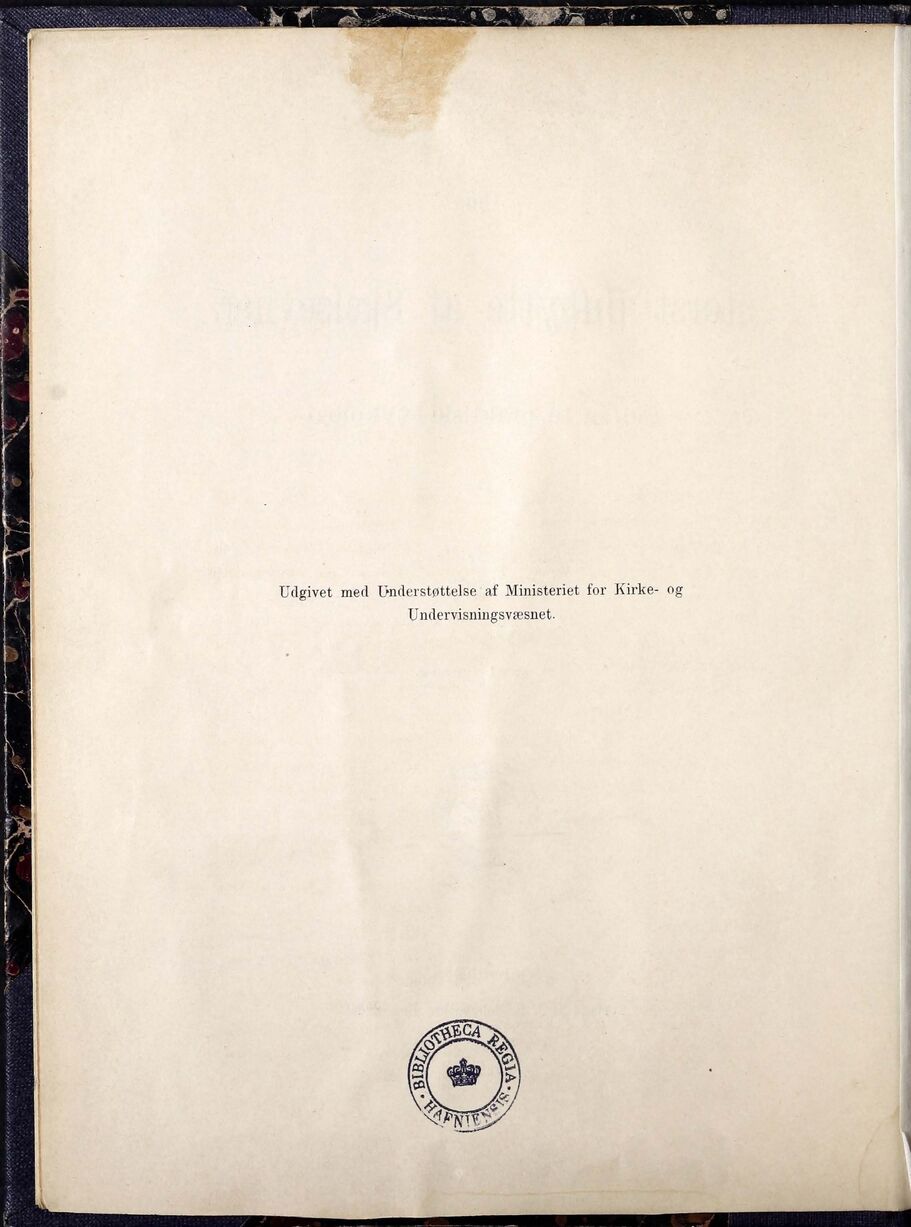 Udgivet med Understøttelse af Ministeriet for Kirke- og
Undervisningsvæsnet.
BIBLIOTHECA REGIA
HAFNIENSIS